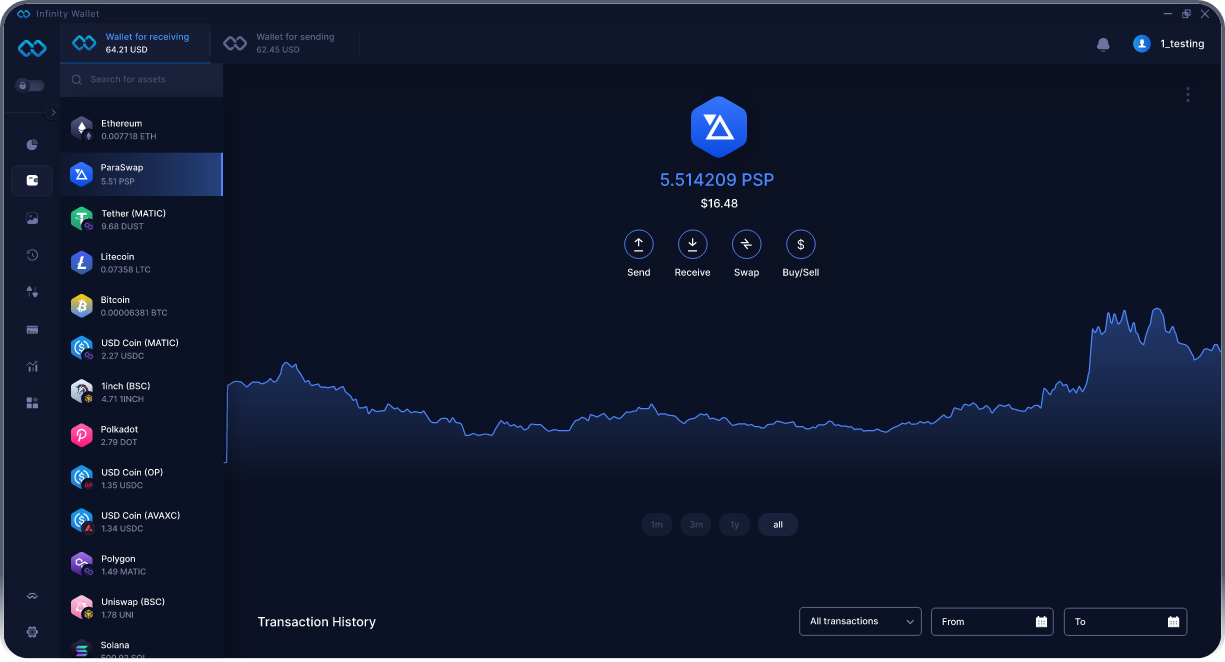 Infinity Wallet
Wallet for receiving
64.21 USD
Wallet for sending
62.45 USD
1_testing
Search for assets
Ethereum
0.007718 ETH
ParaSwap
5.51 PSP
Tether (MATIC)
9.68 DUST
Litecoin
0.07358 LTC
Bitcoin
0.00006381 BTC
USD Coin (MATIC)
2.27 USDC
1inch (BSC)
4.71 1INCH
Polkadot
2.79 DOT
USD Coin (OP)
1.35 USDC
USD Coin (AVAXC)
1.34 USDC
Polygon
1.49 MATIC
Uniswap (BSC)
1.78 UNI
Solana
5.514209 PSP
$16.48
Send
Receive
Swap
Buy/Sell
1m
3m
1y
all
Transaction History
All transactions
From
To